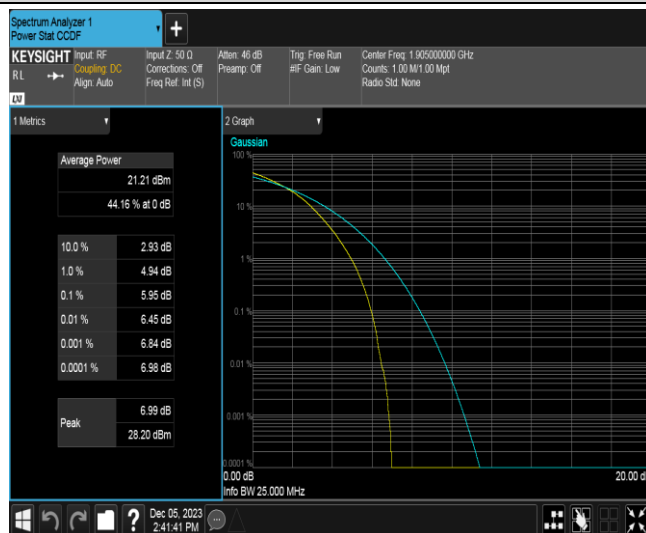 Spectrum Analyzer 1
Power Stat CCDF
+
KEYSIGHT
RL
LXI
Input: RF
Coupling: DC
Align: Auto
Input Z: 50 Ω
Corrections: Off
Freq Ref: Int (S)
Atten: 46 dB
Preamp: Off
Trig: Free Run
#IF Gain: Low
Center Freq: 1.905000000 GHz
Counts: 1.00 M/1.00 Mpt
Radio Std: None
1 Metrics
Average Power
21.21 dBm
44.16 % at 0 dB
10.0 % 2.93 dB
1.0 % 4.94 dB
0.1 % 5.95 dB
0.01 % 6.45 dB
0.001 % 6.84 dB
0.0001 % 6.98 dB
Peak
6.99 dB
28.20 dBm
2 Graph
Gaussian
100 %
10 %
1 %
0.1 %
0.01 %
0.001 %
0.0001 %
0.00 dB
20.00 d
Info BW 25.000 MHz
?
Dec 05, 2023
2:41:41 PM